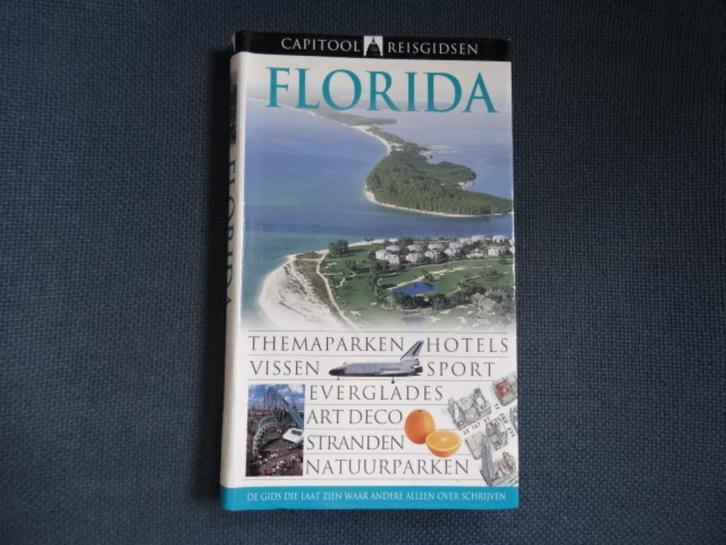 CAPITOOL REISGIDSEN
FLORIDA
FLORIDA
THEMAPARKEN HOTELS
VISSEN SPORT
EVERGLADES
ART DECO
STRANDEN
NATUURPARKEN
DE GIDS DIE LAAT ZIEN WAAR ANDERE ALLEEN OVER SCHRIJVEN